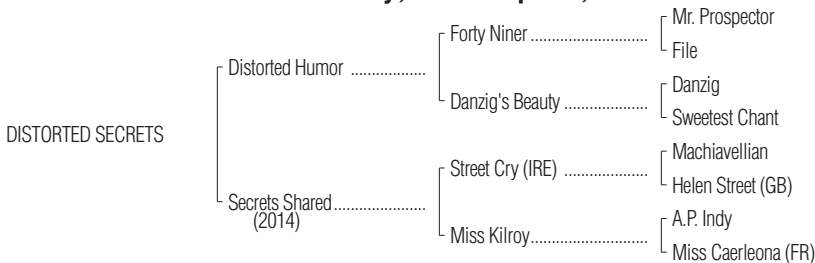 Mr. Prospector
Forty Niner
File
Distorted Humor
Danzig
Danzig's Beauty
Sweetest Chant
DISTORTED SECRETS
Machiavellian
Street Cry (IRE)
Helen Street (GB)
Secrets Shared
(2014)
A.P. Indy
Miss Kilroy
Miss Caerleona (FR)